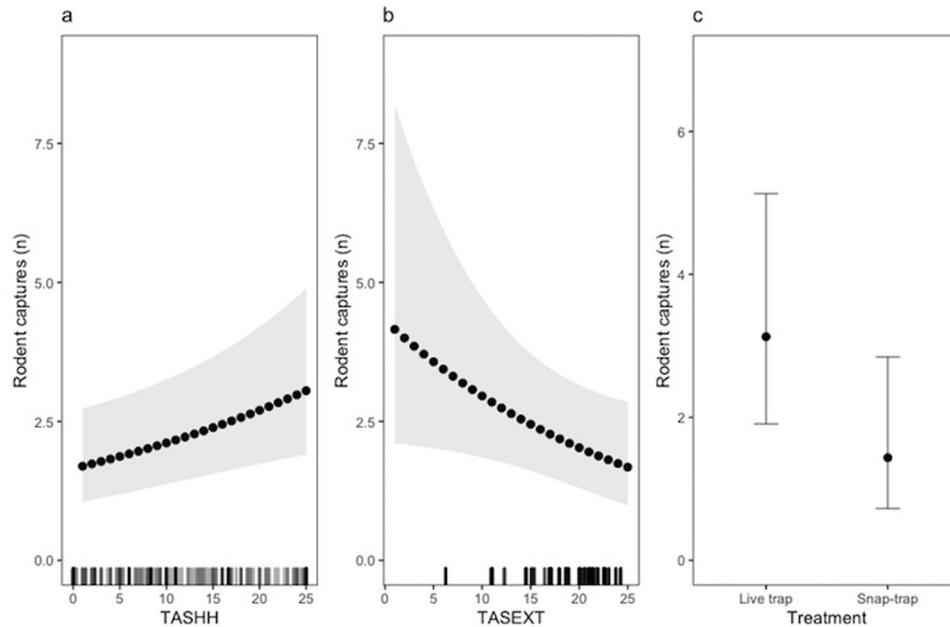 a
b
c
Rodent captures (n)
7.5
5.0
2.5
0.0
0 5 10 15 20 25
TASHH
Rodent captures (n)
7.5
5.0
2.5
0.0
0 5 10 15 20 25
TASEXT
Rodent captures (n)
6
4
2
0
Live trap Snap-trap
Treatment